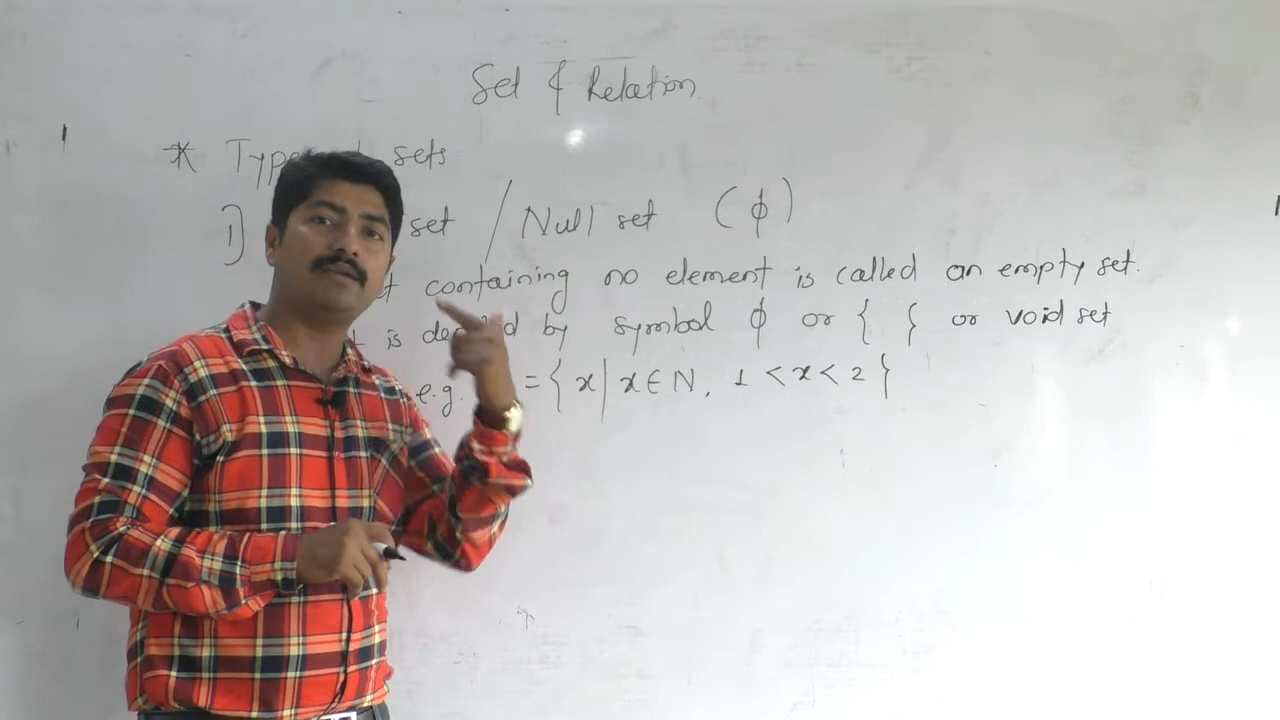 Set & Relation.
* Types sets
1) set / Null set (ϕ)
containing no element is called an empty set.
is by symbol ϕ or { } or void set
e.g. = { x | x ∈ N, 1 < x < 2 }